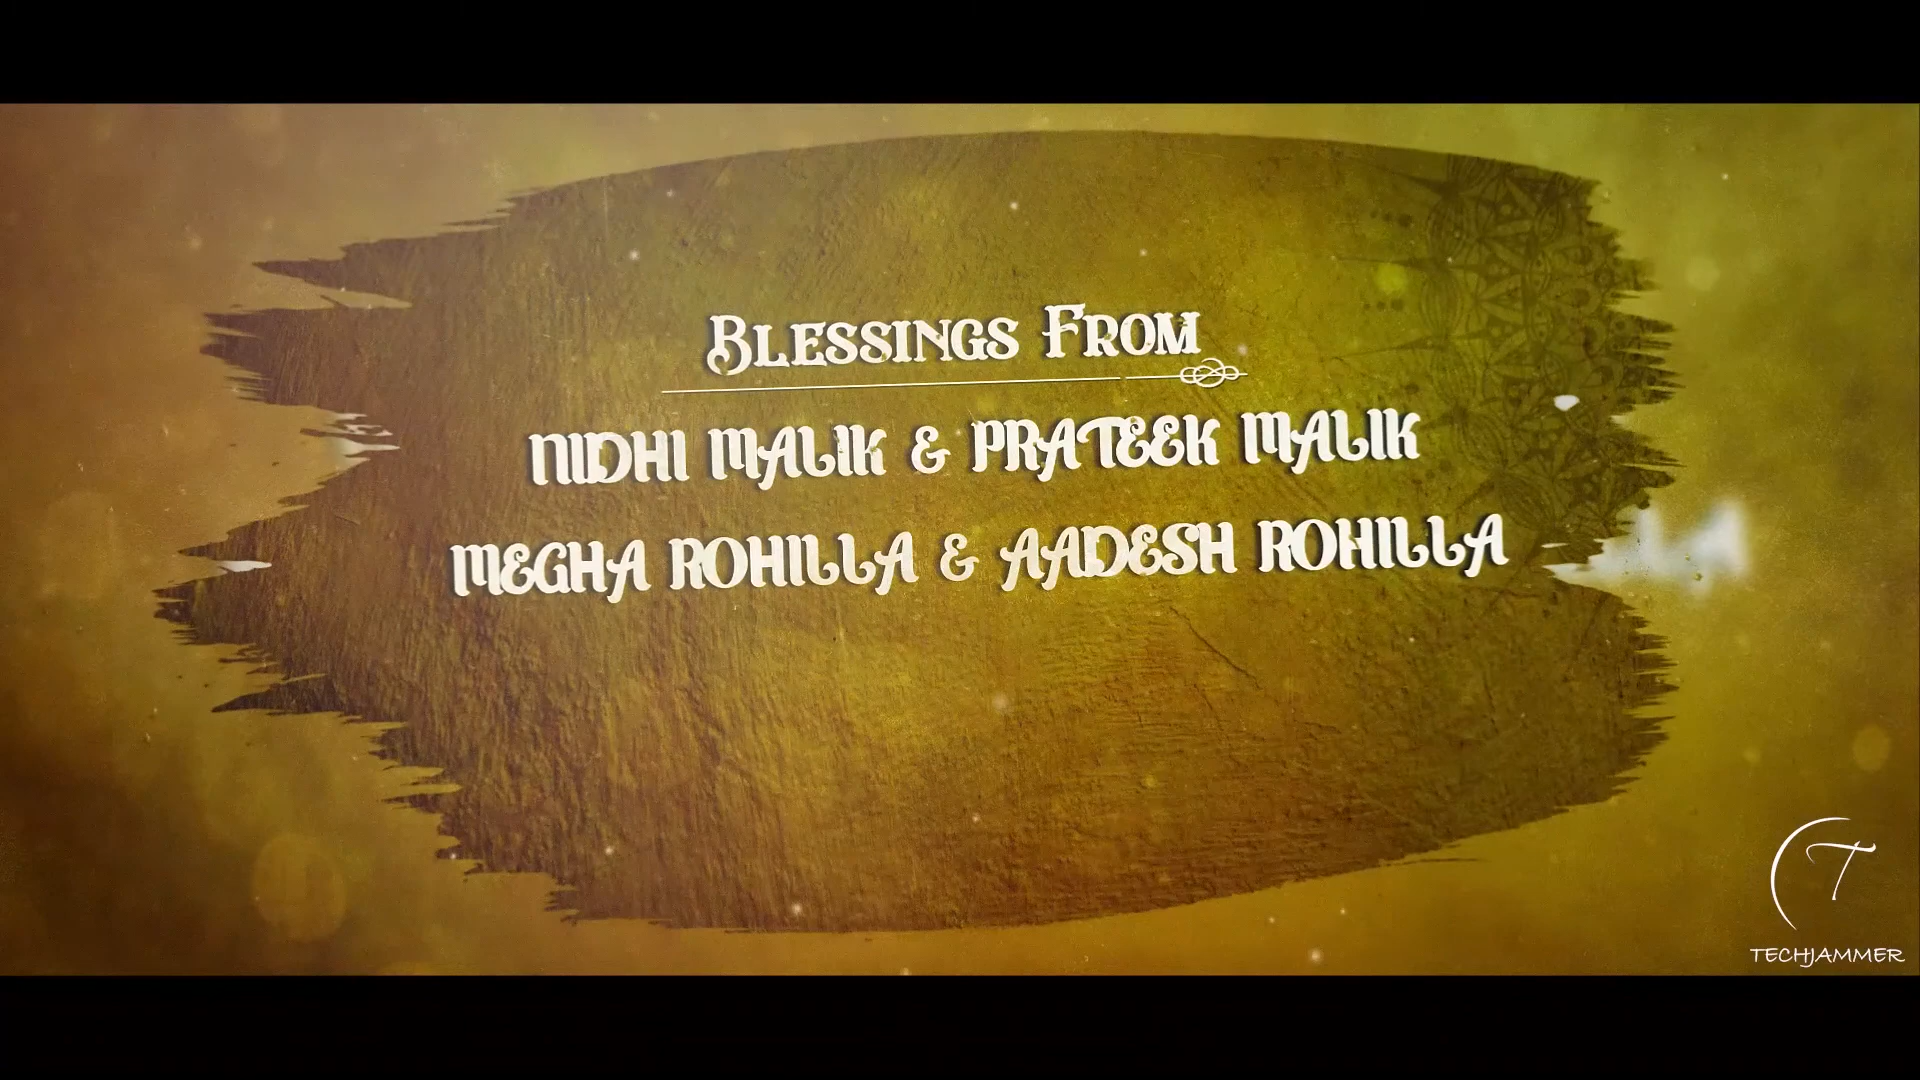 Blessings From
NIDHI MALIK & PRATEEK MALIK
MEGHA ROHILLA & AADESH ROHILLA
T
TECHJAMMER